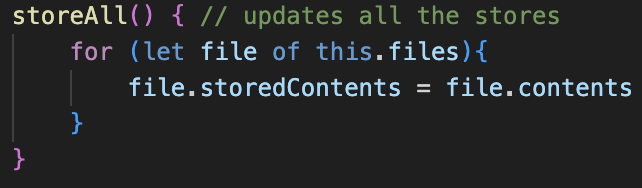 storeAll() { // updates all the stores
    for (let file of this.files){
        file.storedContents = file.contents
    }
}